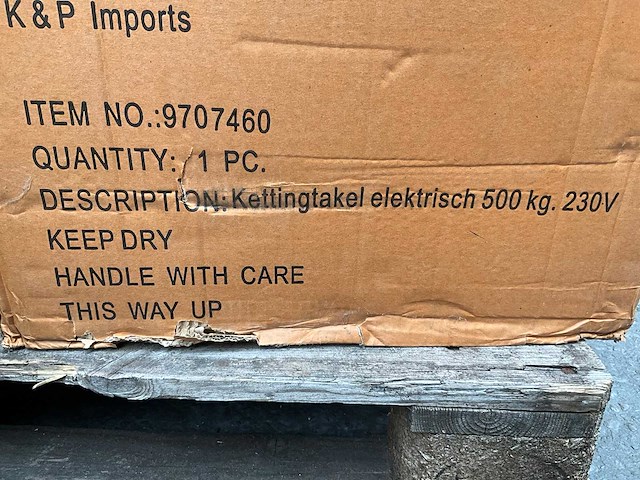 K & P Imports
ITEM NO.:9707460
QUANTITY: 1 PC.
DESCRIPTION: Kettingtakel elektrisch 500 kg. 230V
KEEP DRY
HANDLE WITH CARE
THIS WAY UP